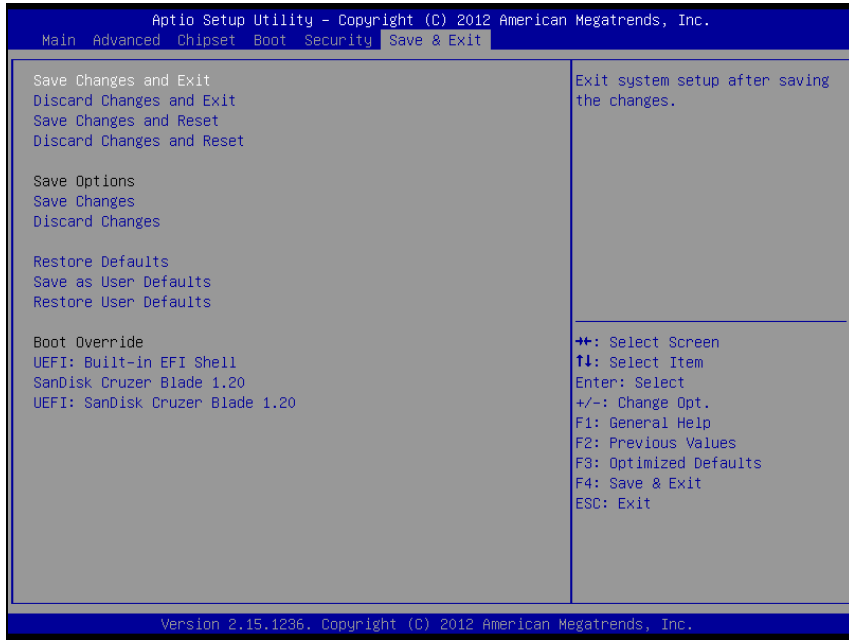 Aptio Setup Utility – Copyright (C) 2012 American Megatrends, Inc.
Main Advanced Chipset Boot Security Save & Exit
Save Changes and Exit
Discard Changes and Exit
Save Changes and Reset
Discard Changes and Reset
Save Options
Save Changes
Discard Changes
Restore Defaults
Save as User Defaults
Restore User Defaults
Boot Override
UEFI: Built-in EFI Shell
SanDisk Cruzer Blade 1.20
UEFI: SanDisk Cruzer Blade 1.20
Exit system setup after saving
the changes.
→←: Select Screen
↑↓: Select Item
Enter: Select
+/-: Change Opt.
F1: General Help
F2: Previous Values
F3: Optimized Defaults
F4: Save & Exit
ESC: Exit
Version 2.15.1236. Copyright (C) 2012 American Megatrends, Inc.